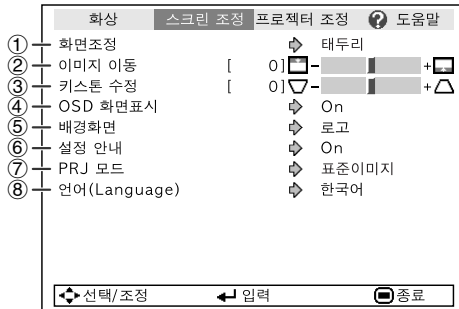 화상 스크린 조정 프로젝터 조정 ? 도움말
① 화면조정 태두리
② 이미지 이동 [ 0] - +
③ 키스톤 수정 [ 0] - +
④ OSD 화면표시 On
⑤ 배경화면 로고
⑥ 설정 안내 On
⑦ PRJ 모드 표준이미지
⑧ 언어(Language) 한국어
선택/조정 입력 종료